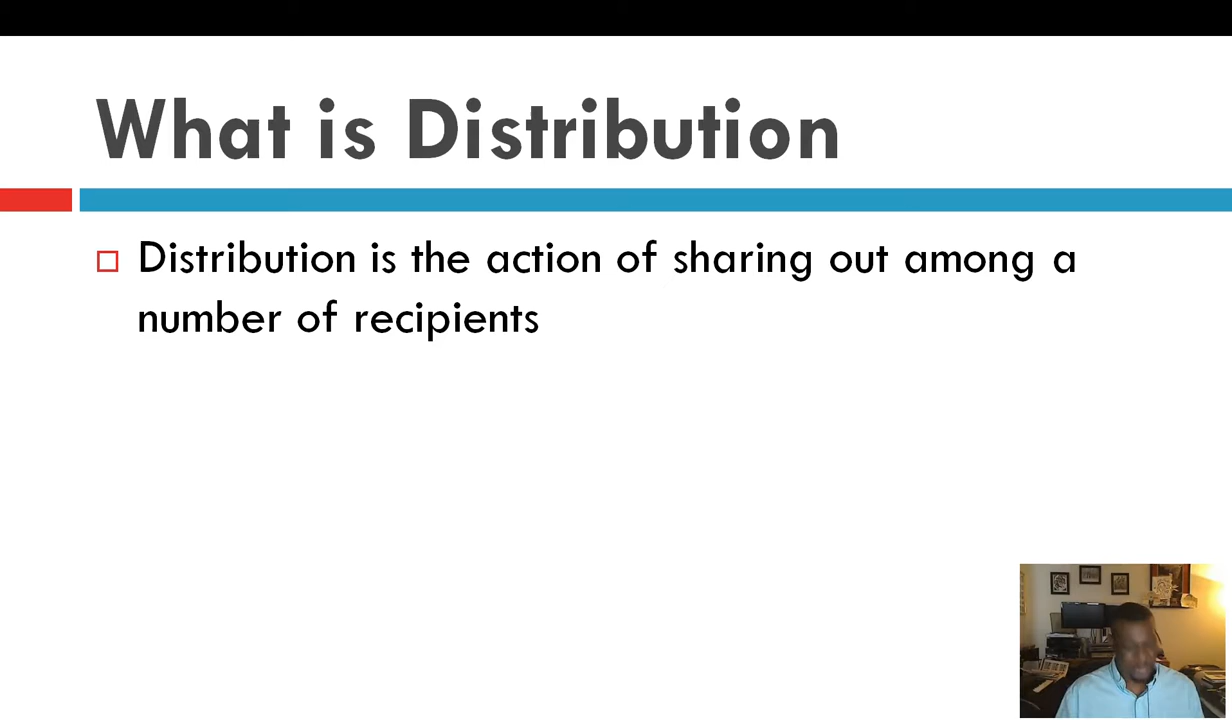 What is Distribution
Distribution is the action of sharing out among a
number of recipients